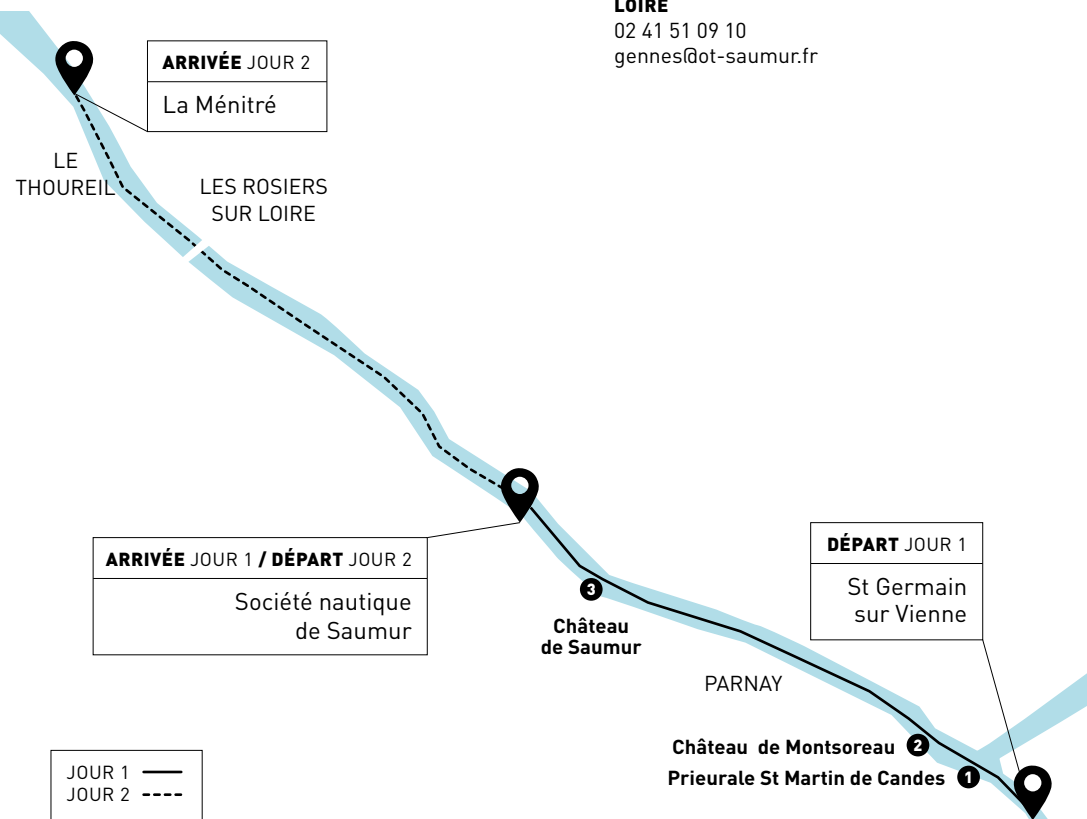 LOIRE
02 41 51 09 10
gennes@ot-saumur.fr
ARRIVÉE JOUR 2
La Ménitré
LE
THOUREIL
LES ROSIERS
SUR LOIRE
ARRIVÉE JOUR 1 / DÉPART JOUR 2
Société nautique
de Saumur
3
Château
de Saumur
DÉPART JOUR 1
St Germain
sur Vienne
PARNAY
Château de Montsoreau 2
Prieurale St Martin de Candes 1
JOUR 1
JOUR 2